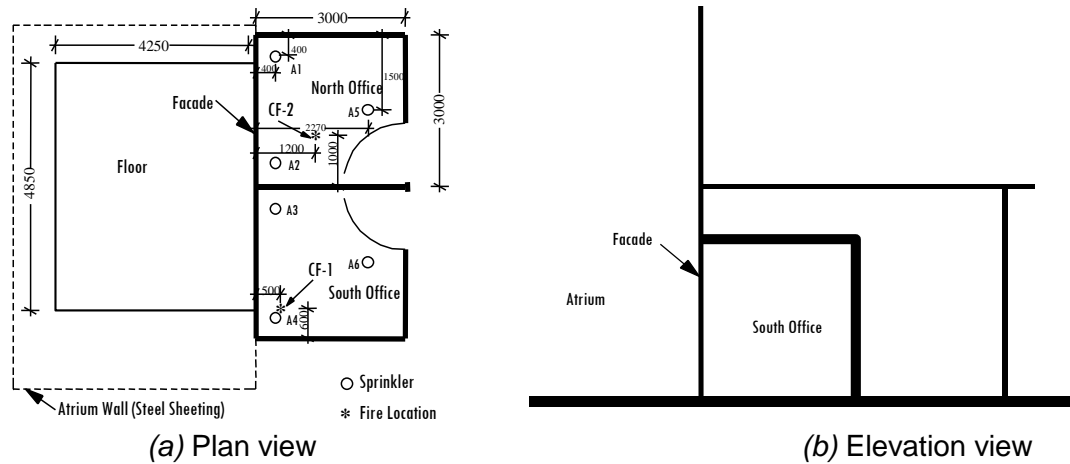 3000
4250
400
A1
400
North Office
1500
3000
A5
Facade
CF-2
2270
1200
1000
A2
Floor
4850
A3
A6
CF-1
500
South Office
A4
600
Sprinkler
Fire Location
Atrium Wall (Steel Sheeting)
(a) Plan view
Facade
Atrium
South Office
(b) Elevation view